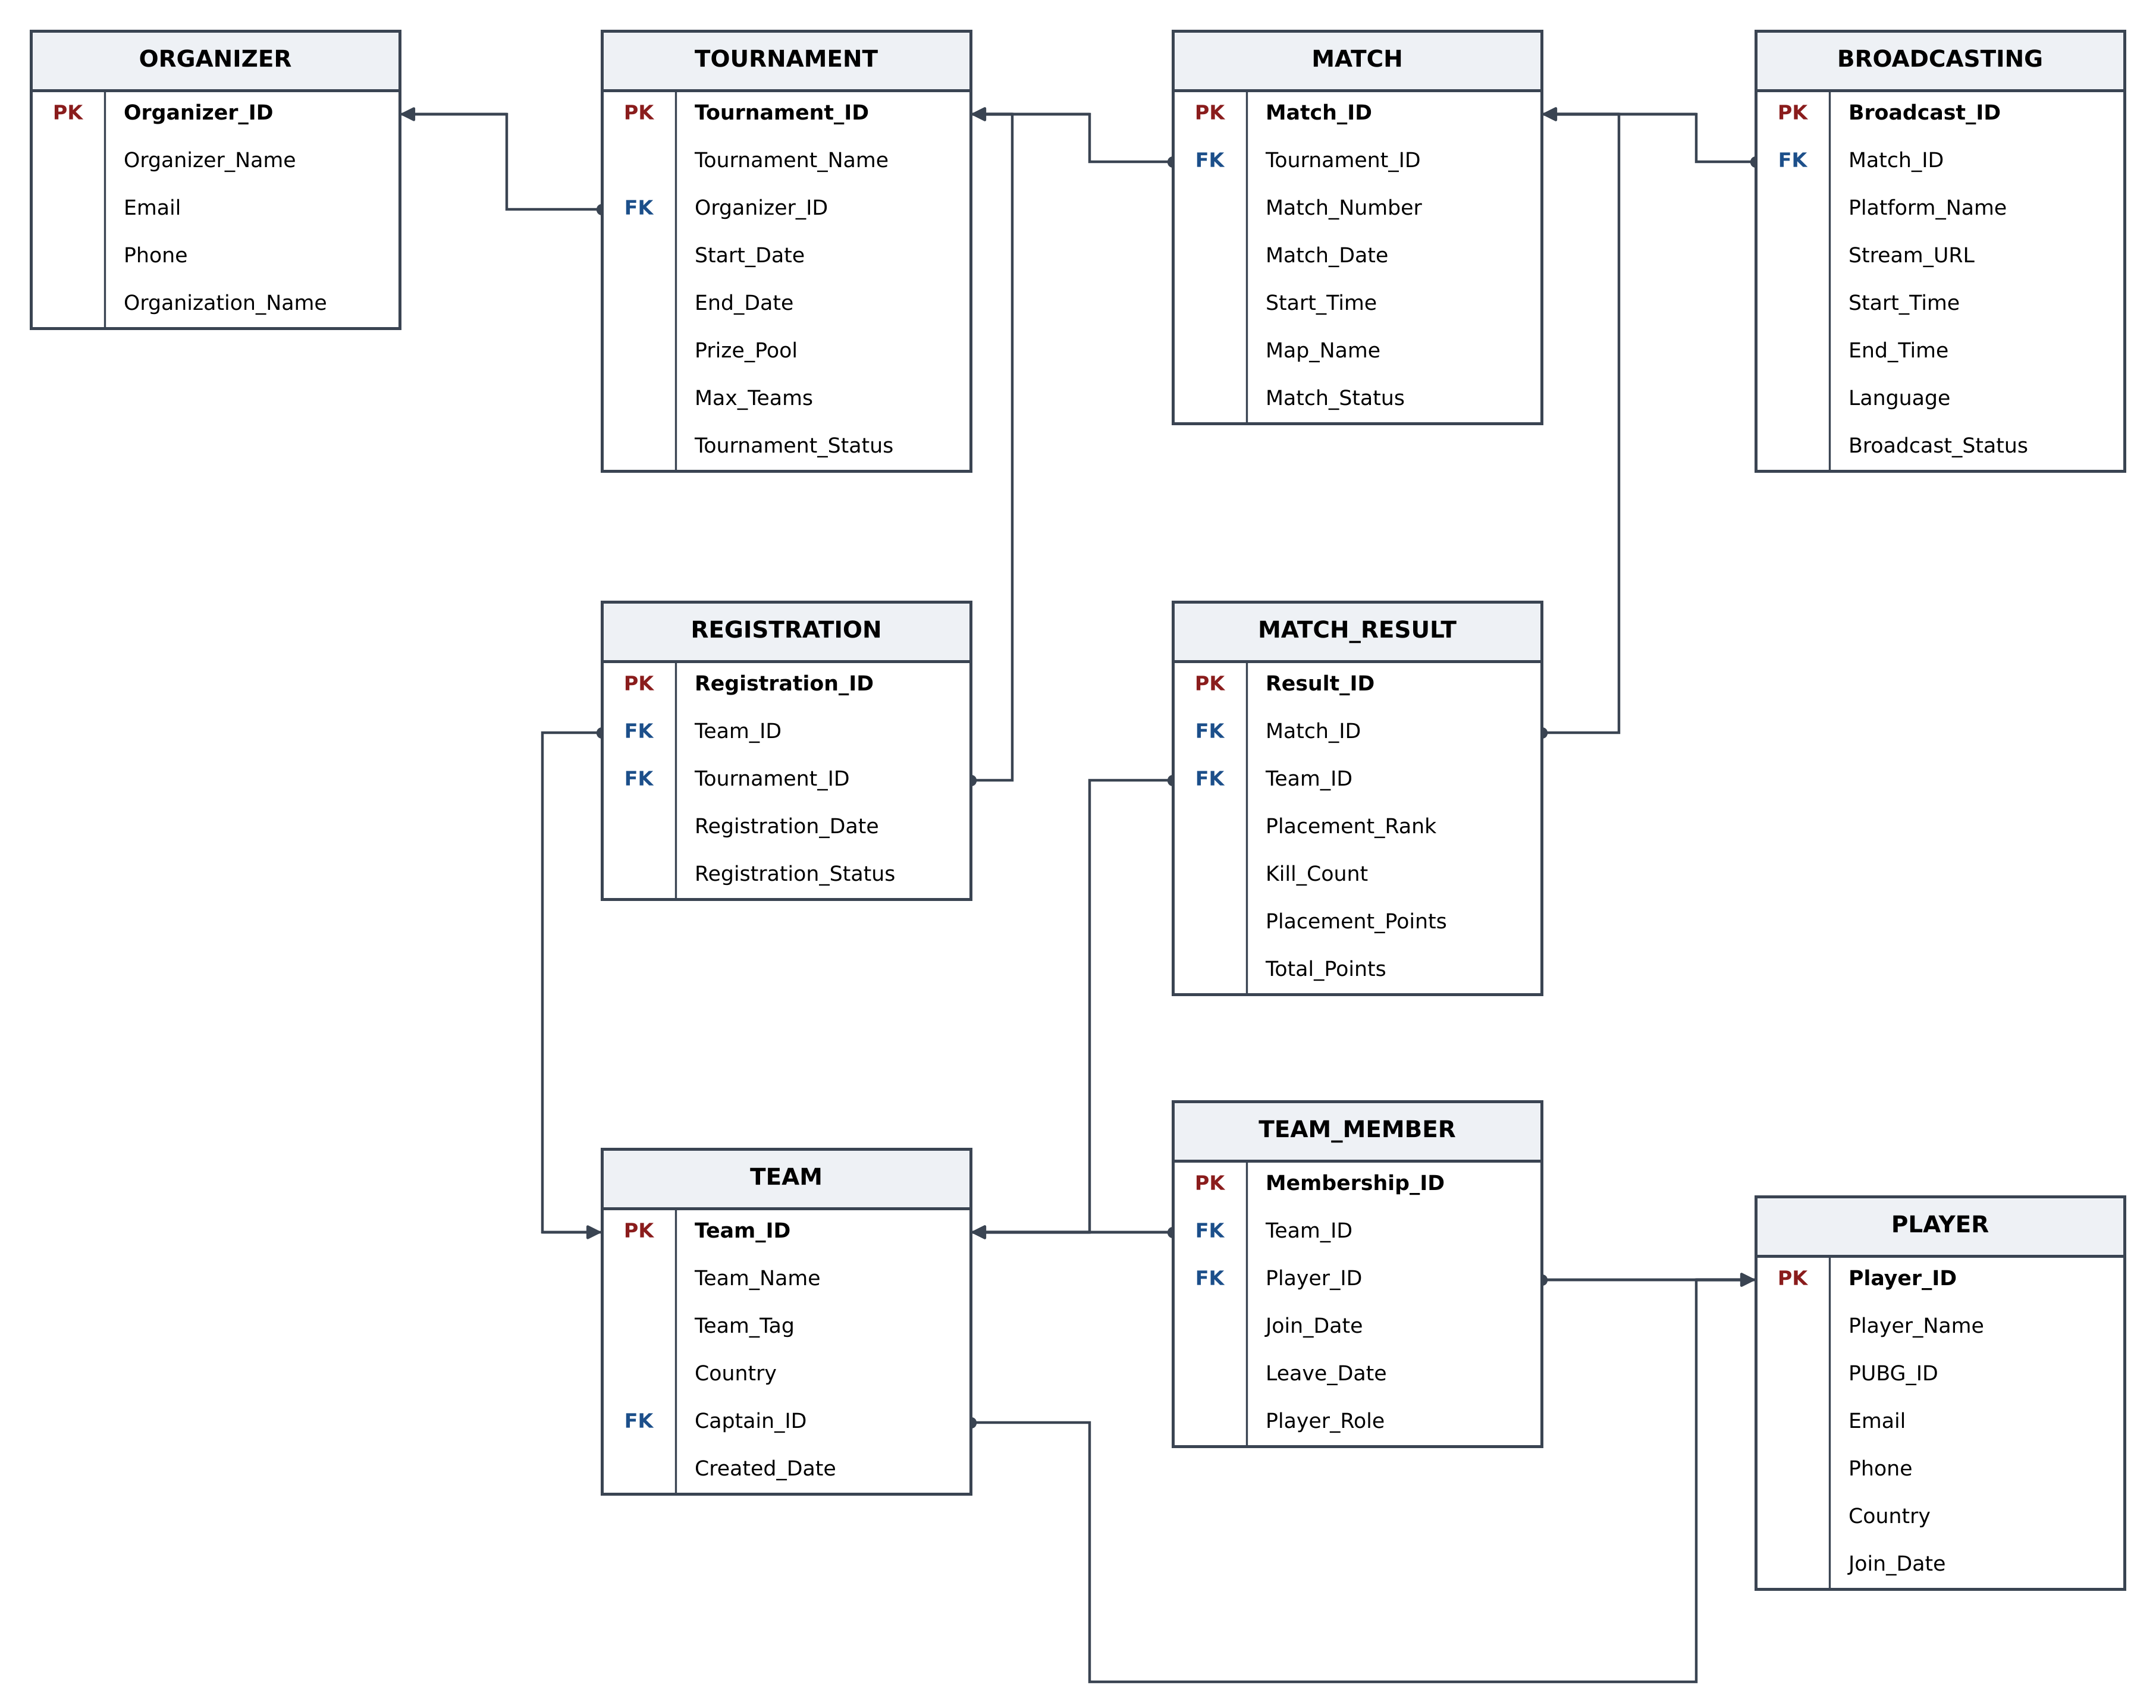 ORGANIZER
PK Organizer_ID
Organizer_Name
Email
Phone
Organization_Name
TOURNAMENT
PK Tournament_ID
Tournament_Name
FK Organizer_ID
Start_Date
End_Date
Prize_Pool
Max_Teams
Tournament_Status
MATCH
PK Match_ID
FK Tournament_ID
Match_Number
Match_Date
Start_Time
Map_Name
Match_Status
BROADCASTING
PK Broadcast_ID
FK Match_ID
Platform_Name
Stream_URL
Start_Time
End_Time
Language
Broadcast_Status
REGISTRATION
PK Registration_ID
FK Team_ID
FK Tournament_ID
Registration_Date
Registration_Status
MATCH_RESULT
PK Result_ID
FK Match_ID
FK Team_ID
Placement_Rank
Kill_Count
Placement_Points
Total_Points
TEAM
PK Team_ID
Team_Name
Team_Tag
Country
FK Captain_ID
Created_Date
TEAM_MEMBER
PK Membership_ID
FK Team_ID
FK Player_ID
Join_Date
Leave_Date
Player_Role
PLAYER
PK Player_ID
Player_Name
PUBG_ID
Email
Phone
Country
Join_Date